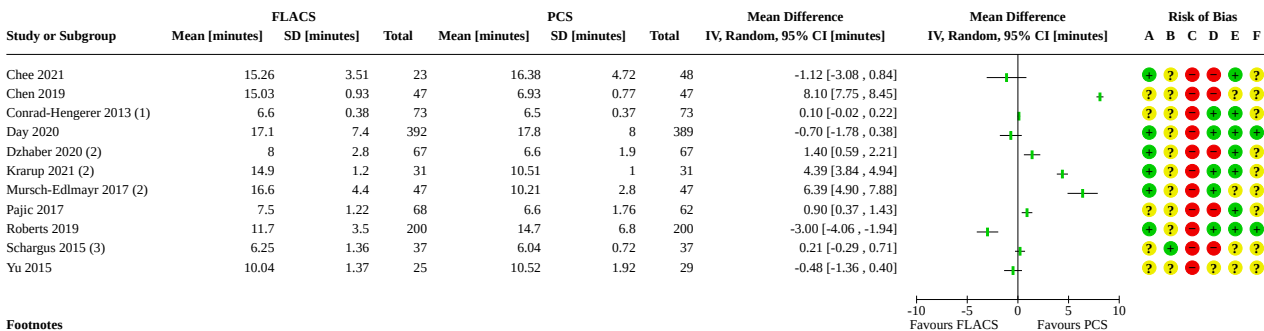 FLACS PCS Mean Difference Mean Difference Risk of Bias
Study or Subgroup Mean [minutes] SD [minutes] Total Mean [minutes] SD [minutes] Total IV, Random, 95% CI [minutes] IV, Random, 95% CI [minutes] A B C D E F
Chee 2021 15.26 3.51 23 16.38 4.72 48 -1.12 [-3.08 , 0.84] + ? − − + ?
Chen 2019 15.03 0.93 47 6.93 0.77 47 8.10 [7.75 , 8.45] ? ? − − ? ?
Conrad-Hengerer 2013 (1) 6.6 0.38 73 6.5 0.37 73 0.10 [-0.02 , 0.22] ? ? − + + ?
Day 2020 17.1 7.4 392 17.8 8 389 -0.70 [-1.78 , 0.38] + ? − + + +
Dzhaber 2020 (2) 8 2.8 67 6.6 1.9 67 1.40 [0.59 , 2.21] + ? − − + ?
Krarup 2021 (2) 14.9 1.2 31 10.51 1 31 4.39 [3.84 , 4.94] + ? − + + ?
Mursch-Edlmayr 2017 (2) 16.6 4.4 47 10.21 2.8 47 6.39 [4.90 , 7.88] + ? − + ? ?
Pajic 2017 7.5 1.22 68 6.6 1.76 62 0.90 [0.37 , 1.43] ? ? − − + ?
Roberts 2019 11.7 3.5 200 14.7 6.8 200 -3.00 [-4.06 , -1.94] + ? − + + +
Schargus 2015 (3) 6.25 1.36 37 6.04 0.72 37 0.21 [-0.29 , 0.71] ? + − − ? ?
Yu 2015 10.04 1.37 25 10.52 1.92 29 -0.48 [-1.36 , 0.40] ? ? − ? ? ?
-10 -5 0 5 10
Footnotes Favours FLACS Favours PCS